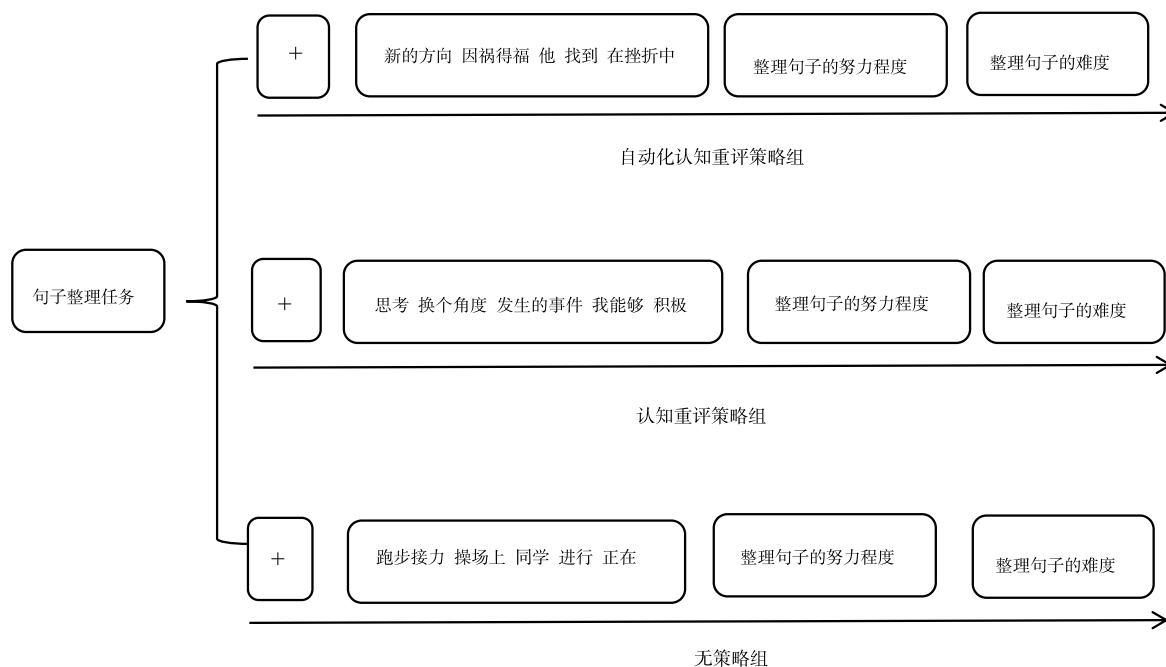 +
新的方向 因祸得福 他 找到 在挫折中
整理句子的努力程度
整理句子的难度
自动化认知重评策略组
句子整理任务
+
思考 换个角度 发生的事件 我能够 积极
整理句子的努力程度
整理句子的难度
认知重评策略组
+
跑步接力 操场上 同学 进行 正在
整理句子的努力程度
整理句子的难度
无策略组